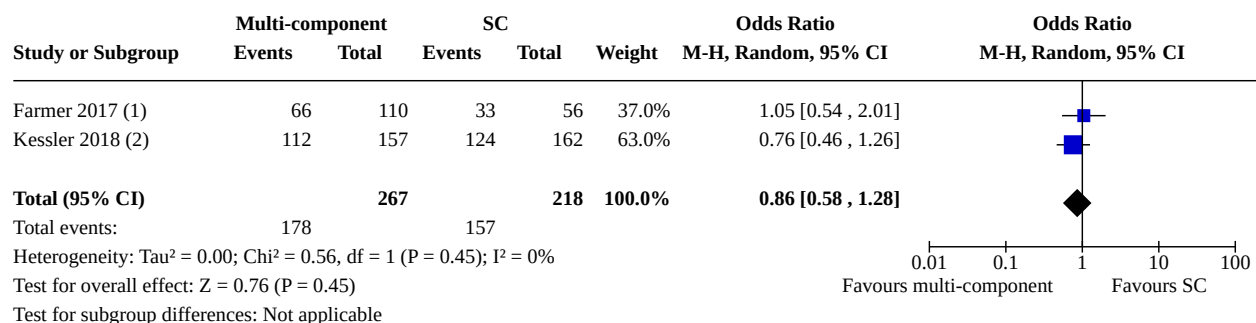 Multi-component SC Odds Ratio Odds Ratio
Study or Subgroup Events Total Events Total Weight M-H, Random, 95% CI M-H, Random, 95% CI
Farmer 2017 (1) 66 110 33 56 37.0% 1.05 [0.54 , 2.01]
Kessler 2018 (2) 112 157 124 162 63.0% 0.76 [0.46 , 1.26]
Total (95% CI) 267 218 100.0% 0.86 [0.58 , 1.28]
Total events: 178 157
Heterogeneity: Tau² = 0.00; Chi² = 0.56, df = 1 (P = 0.45); I² = 0%
0.01 0.1 1 10 100
Test for overall effect: Z = 0.76 (P = 0.45) Favours multi-component Favours SC
Test for subgroup differences: Not applicable